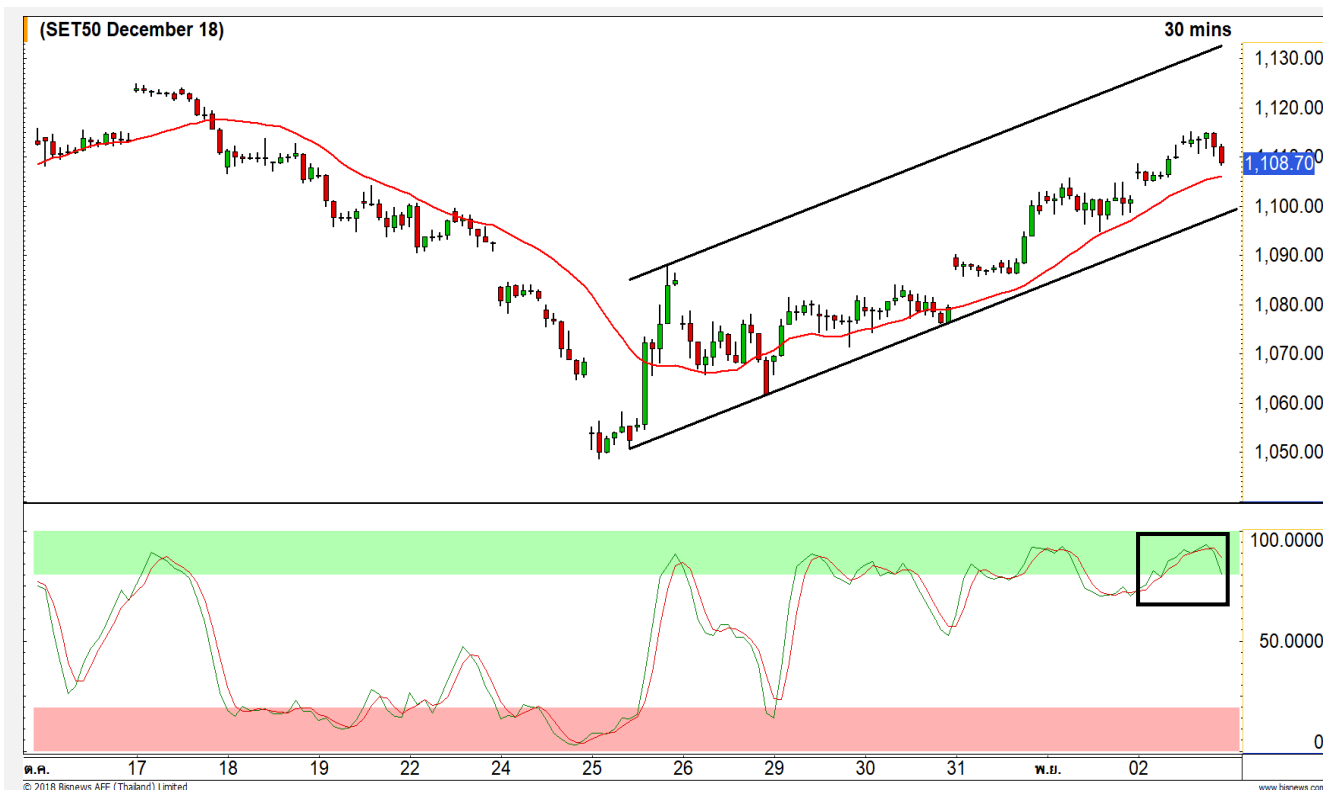 (SET50 December 18)
30 mins
1,130.00
1,120.00
1,108.70
1,100.00
1,090.00
1,080.00
1,070.00
1,060.00
1,050.00
100.0000
50.0000
0
ต.ค. 17 18 19 22 24 25 26 29 30 31 พ.ย. 02
© 2018 Bisnews AFE (Thailand) Limited
www.bisnews.com